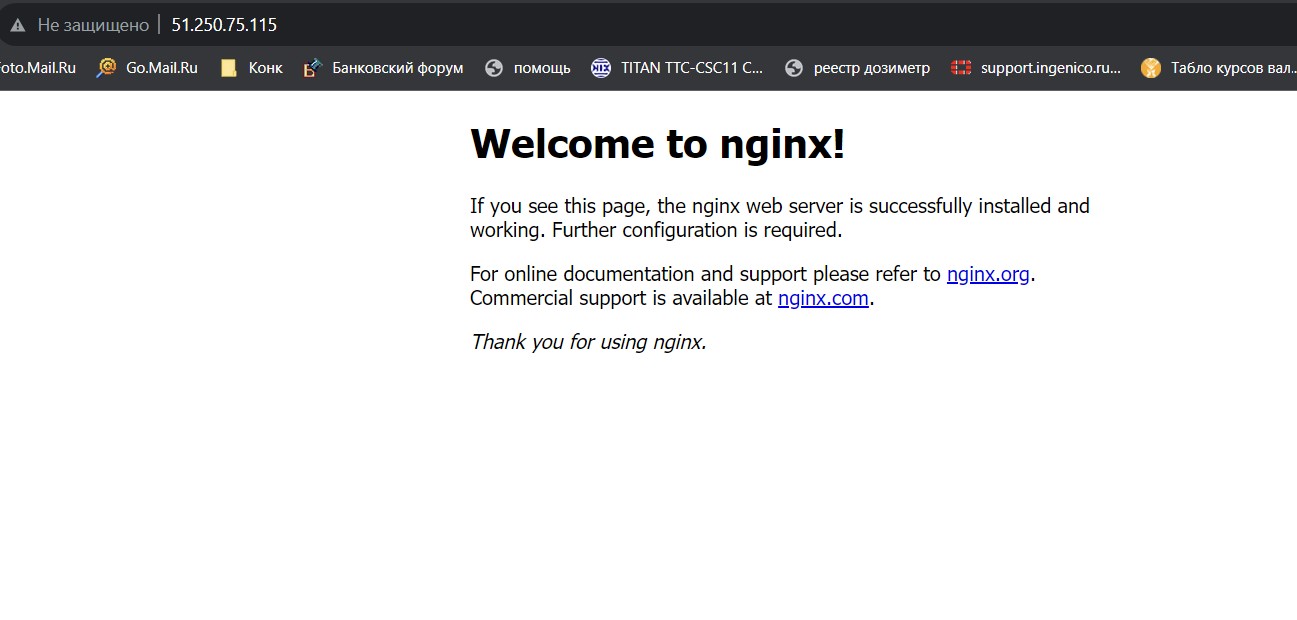 Не защищено | 51.250.75.115
oto.Mail.Ru Go.Mail.Ru Конк Банковский форум помощь NIX TITAN TTC-CSC11 C... реестр дозиметр support.ingenico.ru... Табло курсов вал...
Welcome to nginx!
If you see this page, the nginx web server is successfully installed and
working. Further configuration is required.
For online documentation and support please refer to nginx.org.
Commercial support is available at nginx.com.
Thank you for using nginx.